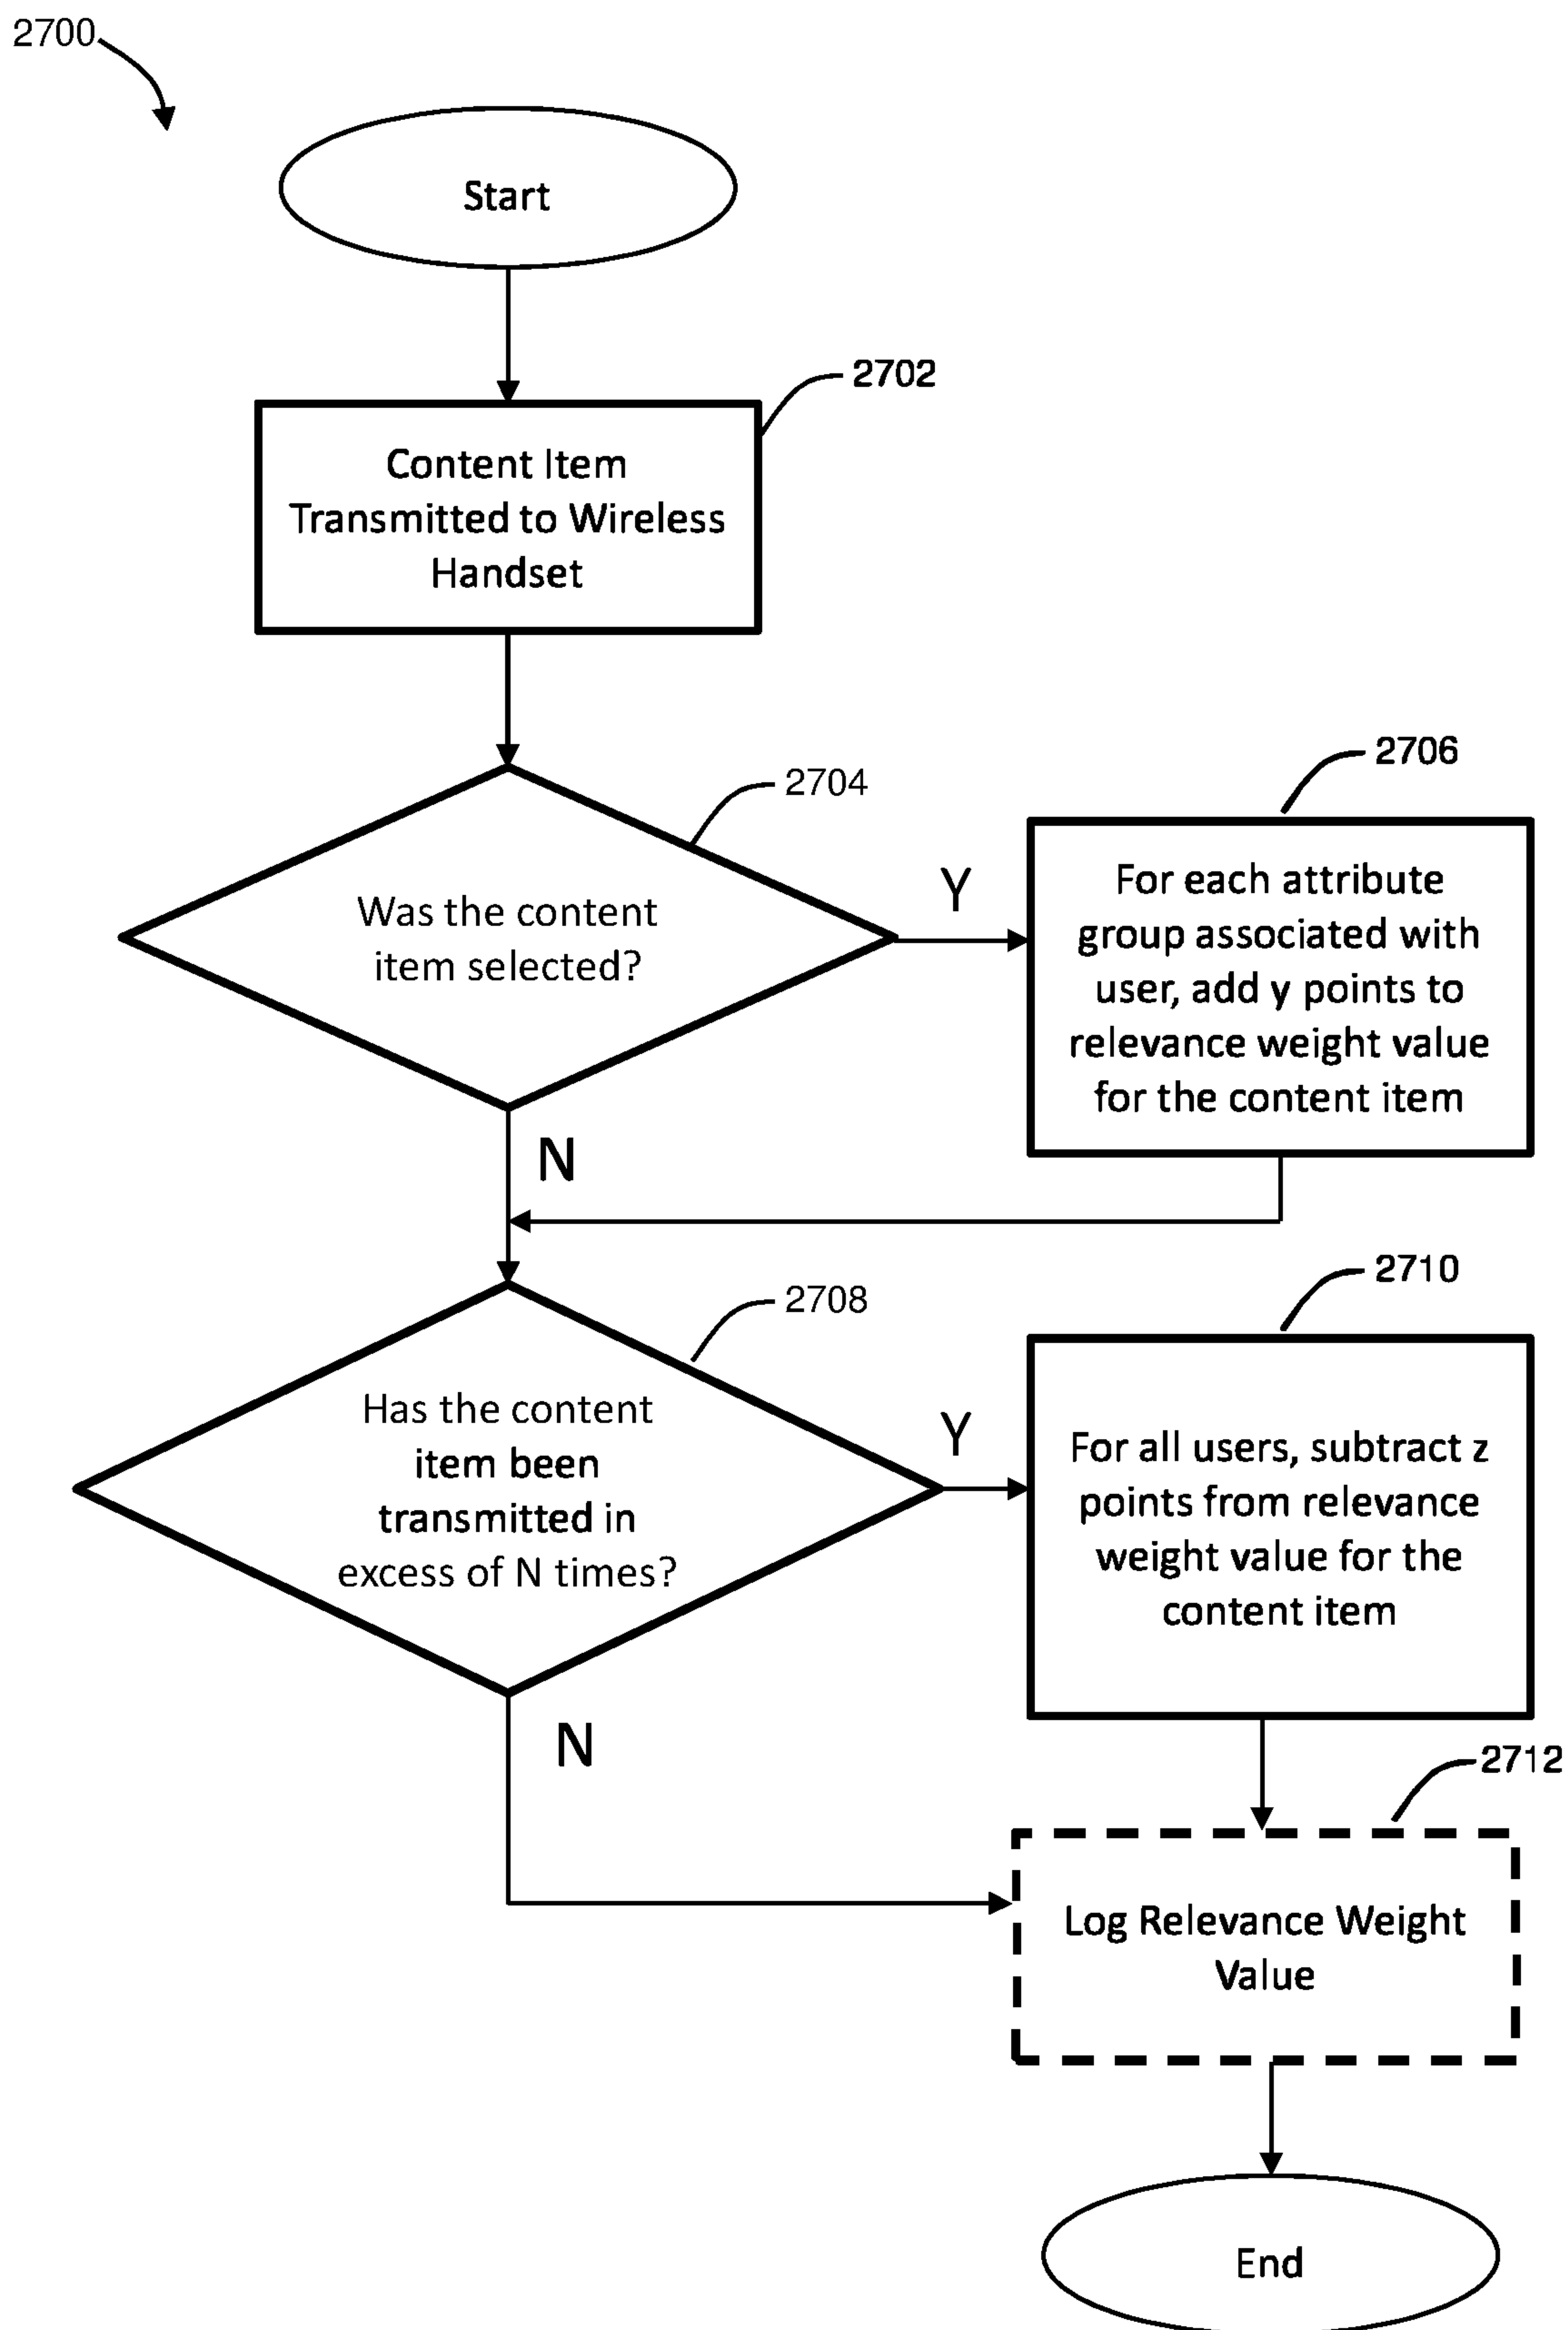 2700
Start
2702
Content Item
Transmitted to Wireless
Handset
2704
Was the content
item selected?
Y
2706
For each attribute
group associated with
user, add y points to
relevance weight value
for the content item
N
2708
Has the content
item been
transmitted in
excess of N times?
Y
2710
For all users, subtract z
points from relevance
weight value for the
content item
N
2712
Log Relevance Weight
Value
End